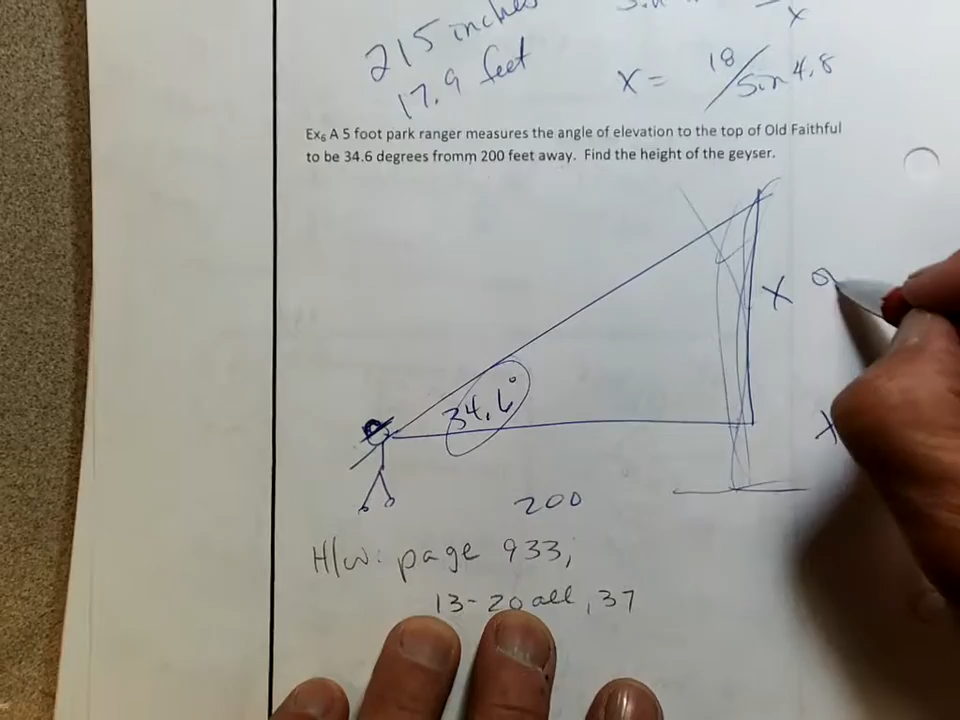 215 inches
17.9 feet
x
x = 18/sin 4.8
Ex6 A 5 foot park ranger measures the angle of elevation to the top of Old Faithful
to be 34.6 degrees fromm 200 feet away. Find the height of the geyser.
x
34.6°
200
H/w: page 933,
13-20 all, 37